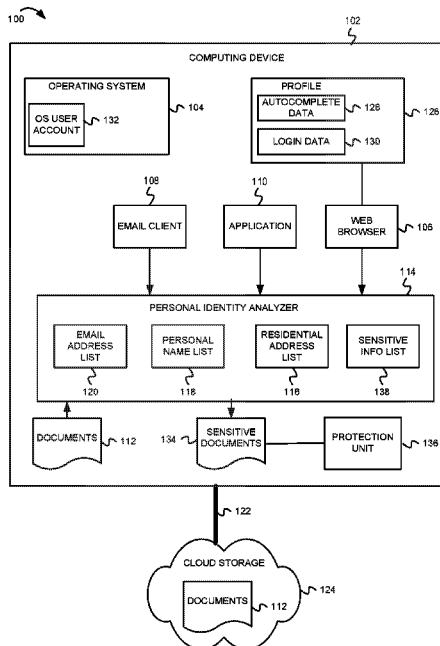 100
102
COMPUTING DEVICE
OPERATING SYSTEM
OS USER
ACCOUNT
132
104
PROFILE
AUTOCOMPLETE
DATA
128
LOGIN DATA
130
126
108
110
EMAIL CLIENT
APPLICATION
WEB
BROWSER
106
114
PERSONAL IDENTITY ANALYZER
EMAIL
ADDRESS
LIST
PERSONAL
NAME LIST
RESIDENTIAL
ADDRESS
LIST
SENSITIVE
INFO LIST
120
118
116
138
DOCUMENTS
112
134
SENSITIVE
DOCUMENTS
PROTECTION
UNIT
136
122
CLOUD STORAGE
DOCUMENTS
112
124